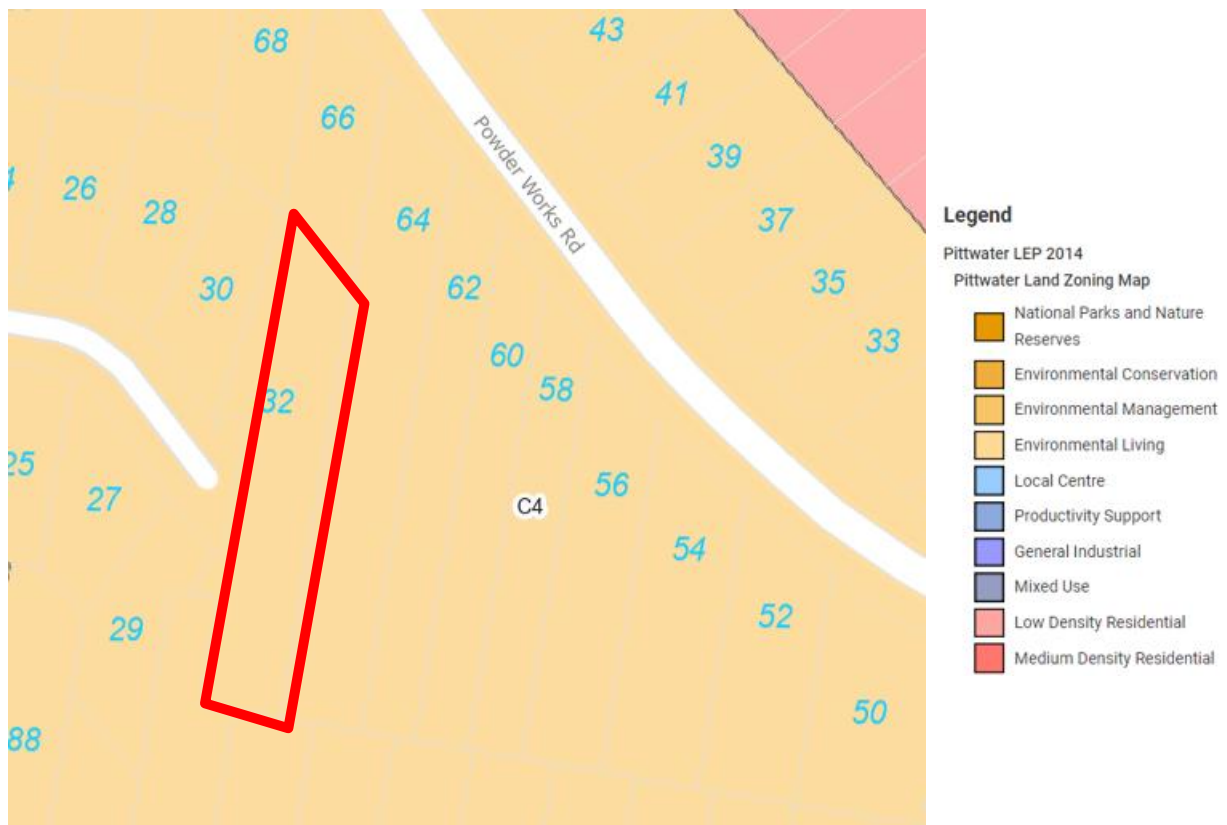 68
43
66
41
Powder Works Rd
39
26
28
64
37
30
62
35
60
33
58
32
25
27
56
C4
54
29
52
50
88
Legend
Pittwater LEP 2014
Pittwater Land Zoning Map
National Parks and Nature
Reserves
Environmental Conservation
Environmental Management
Environmental Living
Local Centre
Productivity Support
General Industrial
Mixed Use
Low Density Residential
Medium Density Residential